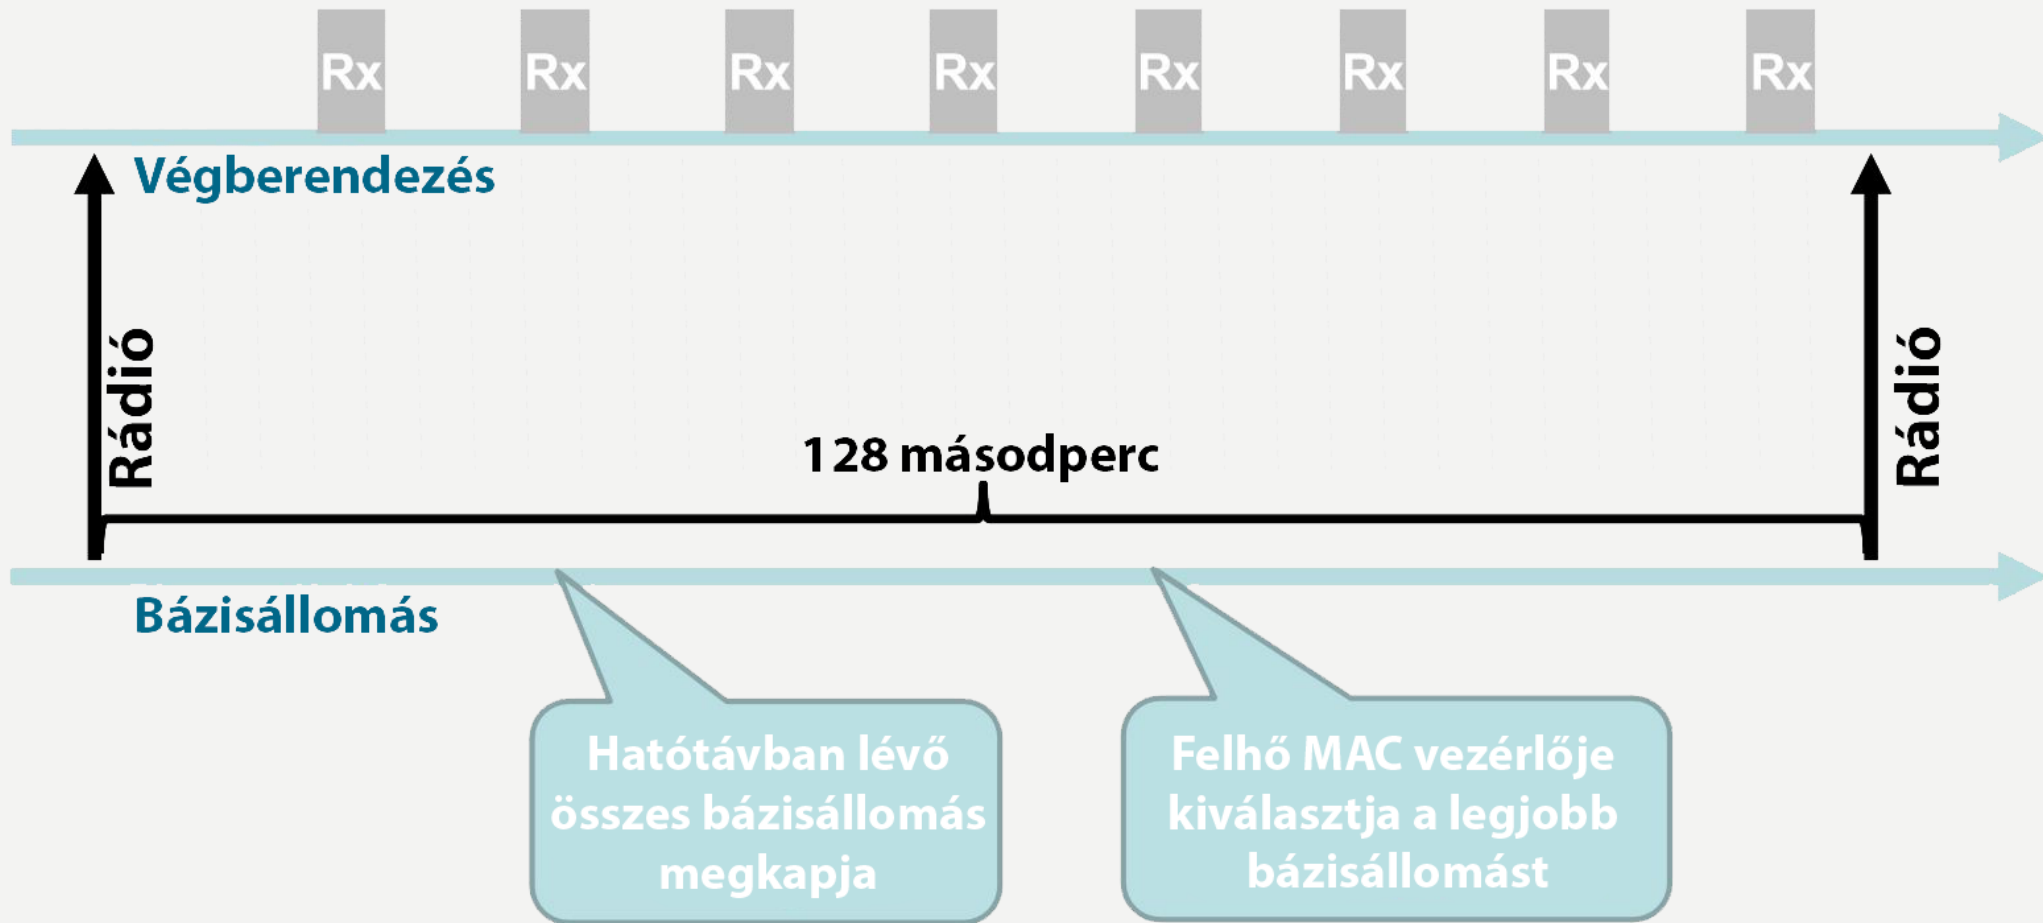 Rx Rx Rx Rx Rx Rx Rx Rx
Végberendezés
Rádió
Rádió
128 másodperc
Bázisállomás
Hatótávban lévő
összes bázisállomás
megkapja
Felhő MAC vezérlője
kiválasztja a legjobb
bázisállomást